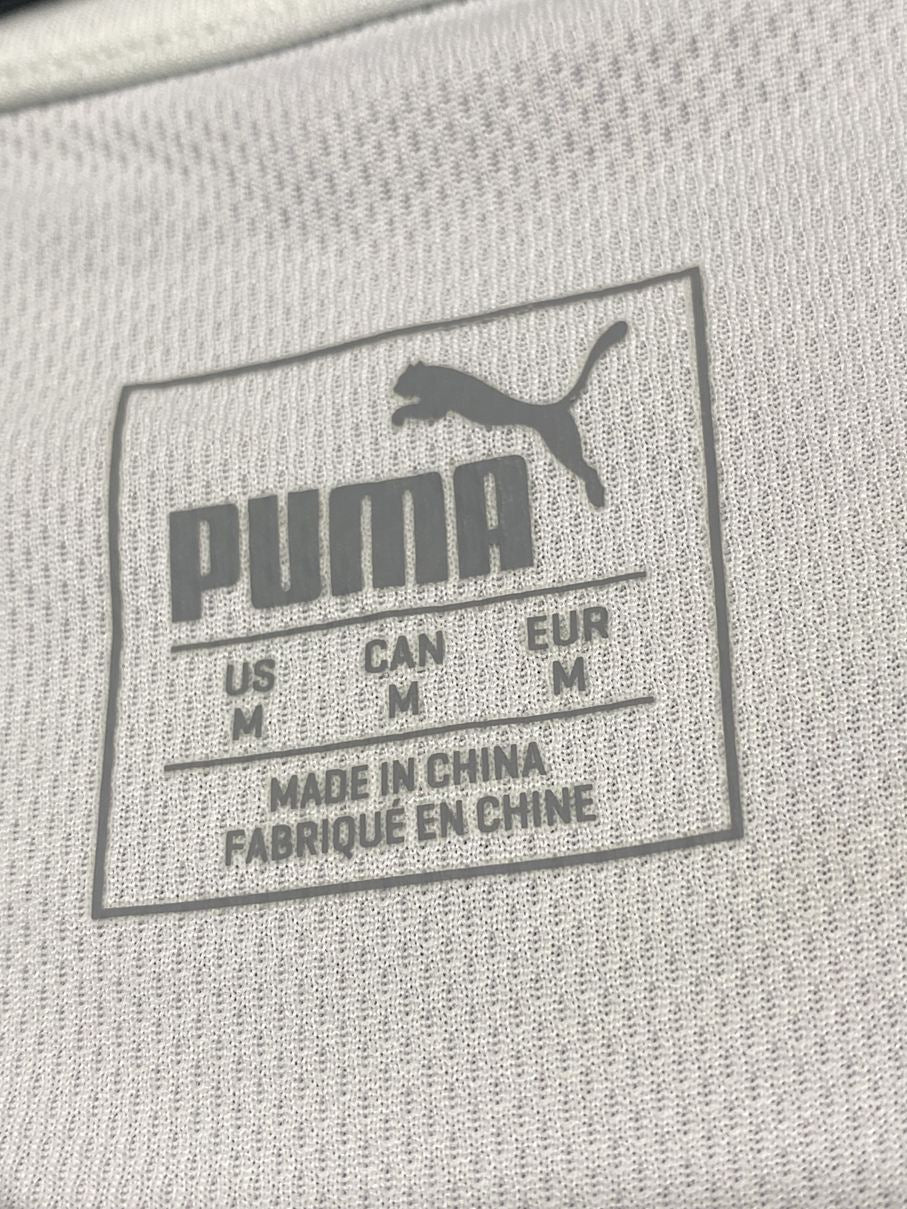 PUMA
US CAN EUR
M M M
MADE IN CHINA
FABRIQUÉ EN CHINE